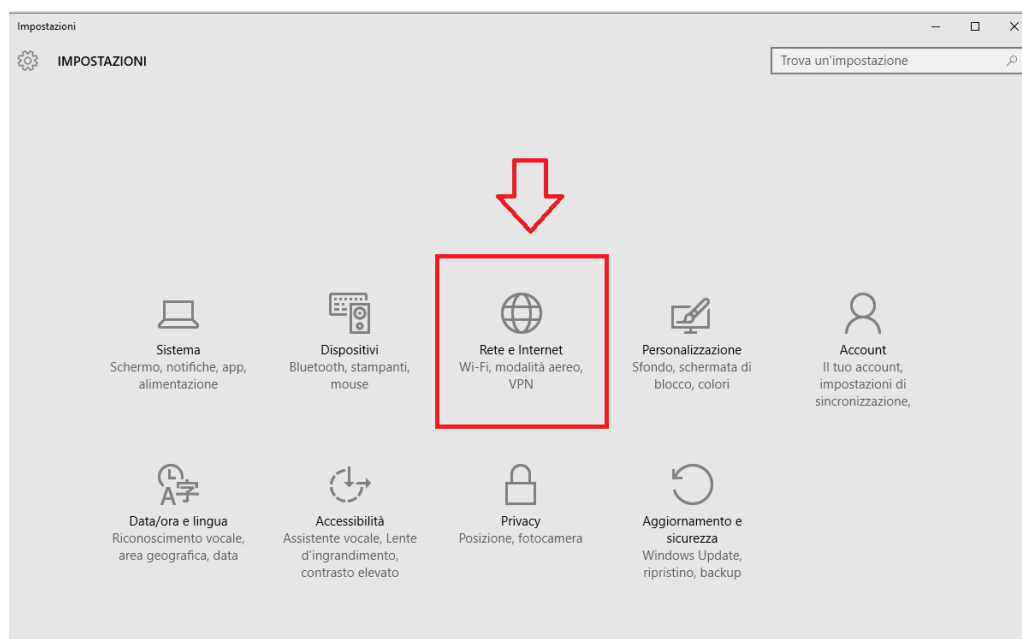 Impostazioni
IMPOSTAZIONI
Trova un'impostazione
Sistema
Schermo, notifiche, app,
alimentazione
Dispositivi
Bluetooth, stampanti,
mouse
Rete e Internet
Wi-Fi, modalità aereo,
VPN
Personalizzazione
Sfondo, schermata di
blocco, colori
Account
Il tuo account,
impostazioni di
sincronizzazione,
Data/ora e lingua
Riconoscimento vocale,
area geografica, data
Accessibilità
Assistente vocale, Lente
d'ingrandimento,
contrasto elevato
Privacy
Posizione, fotocamera
Aggiornamento e
sicurezza
Windows Update,
ripristino, backup